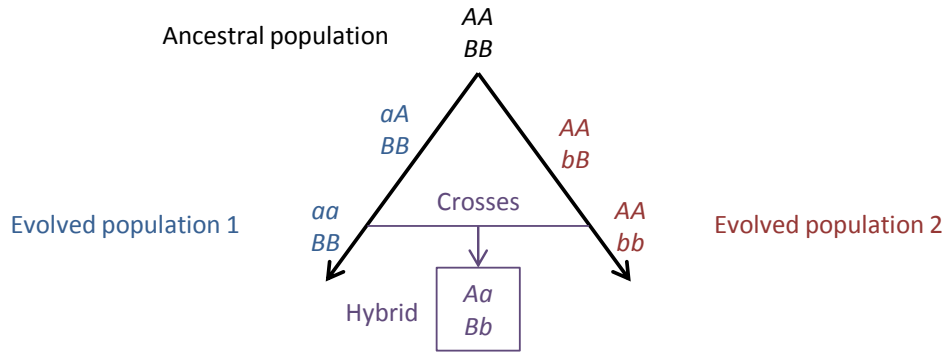 AA
Ancestral population
BB
aA
BB
AA
bB
Crosses
Evolved population 1
aa
BB
AA
bb
Evolved population 2
Hybrid
Aa
Bb